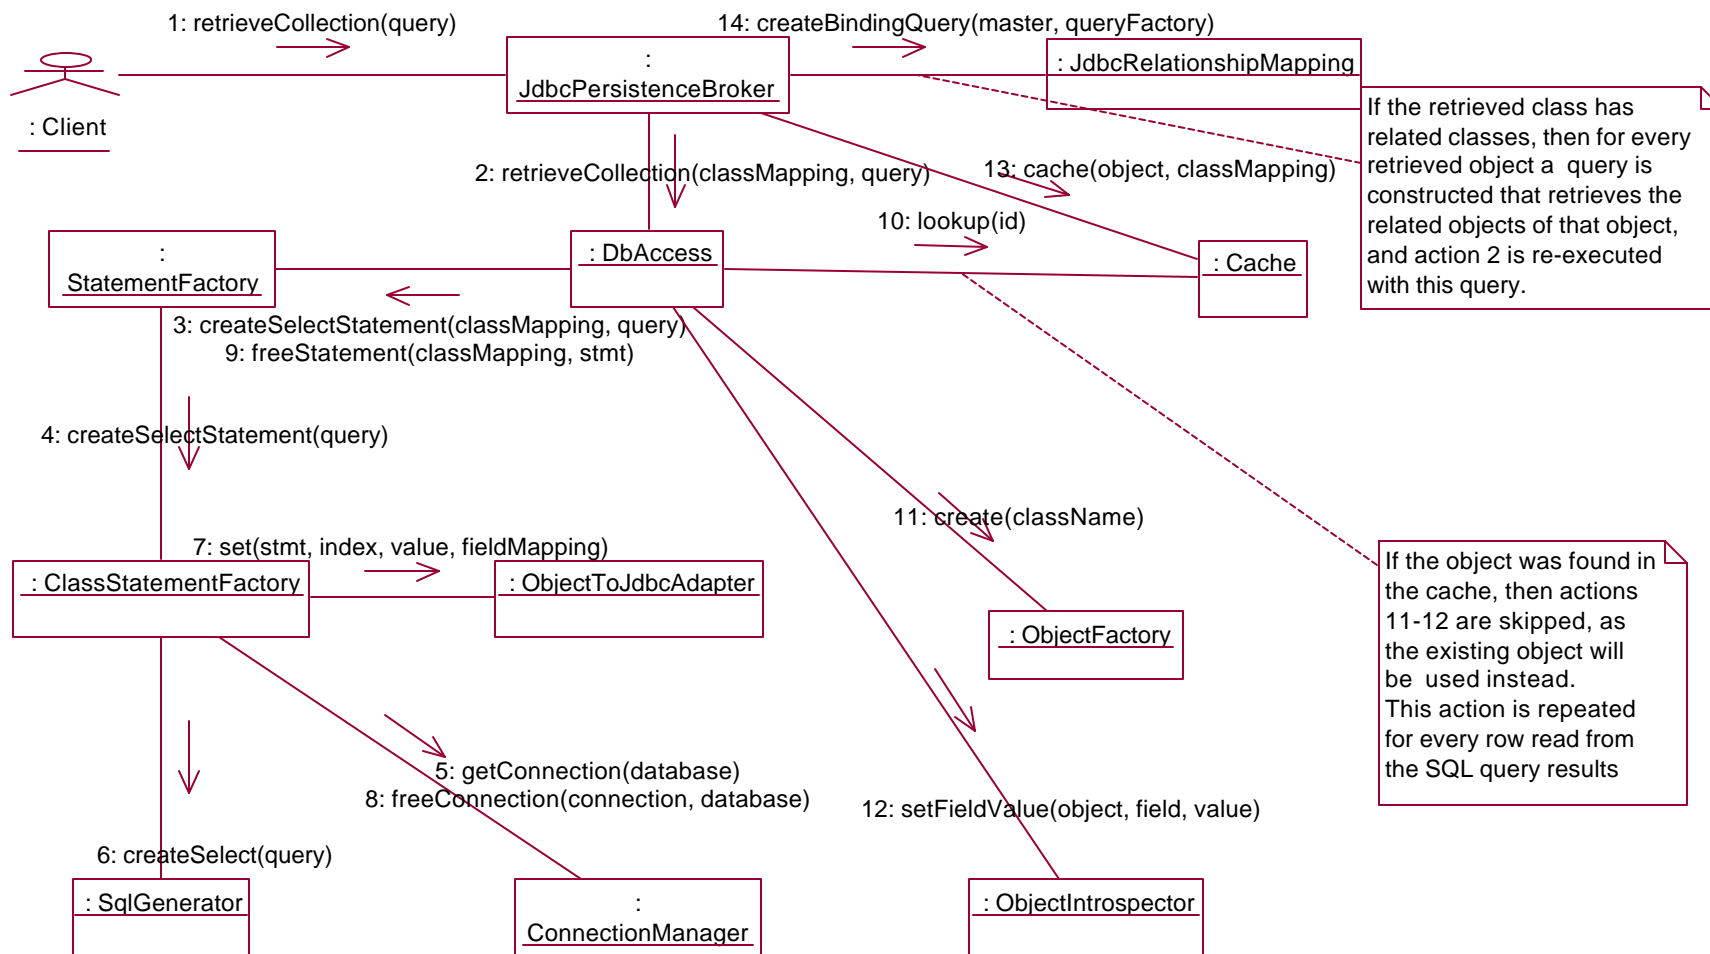 1: retrieveCollection(query)
14: createBindingQuery(master, queryFactory)
: Client
:
JdbcPersistenceBroker
: JdbcRelationshipMapping
If the retrieved class has
related classes, then for every
retrieved object a query is
constructed that retrieves the
related objects of that object,
and action 2 is re-executed
with this query.
2: retrieveCollection(classMapping, query)
13: cache(object, classMapping)
10: lookup(id)
:
StatementFactory
: DbAccess
: Cache
3: createSelectStatement(classMapping, query)
9: freeStatement(classMapping, stmt)
4: createSelectStatement(query)
11: create(className)
7: set(stmt, index, value, fieldMapping)
: ClassStatementFactory
: ObjectToJdbcAdapter
: ObjectFactory
If the object was found in
the cache, then actions
11-12 are skipped, as
the existing object will
be used instead.
This action is repeated
for every row read from
the SQL query results
5: getConnection(database)
8: freeConnection(connection, database)
12: setFieldValue(object, field, value)
6: createSelect(query)
: SqlGenerator
:
ConnectionManager
: ObjectIntrospector